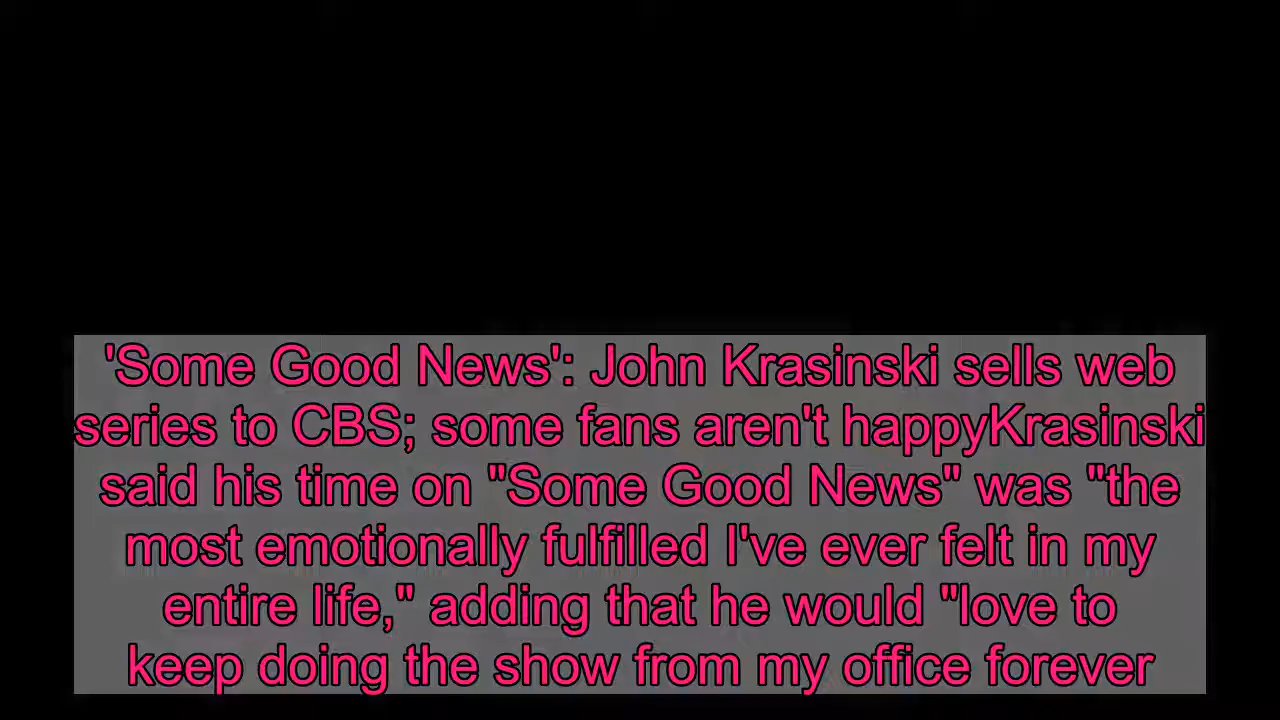 'Some Good News': John Krasinski sells web
series to CBS; some fans aren't happyKrasinski
said his time on "Some Good News" was "the
most emotionally fulfilled I've ever felt in my
entire life," adding that he would "love to
keep doing the show from my office forever